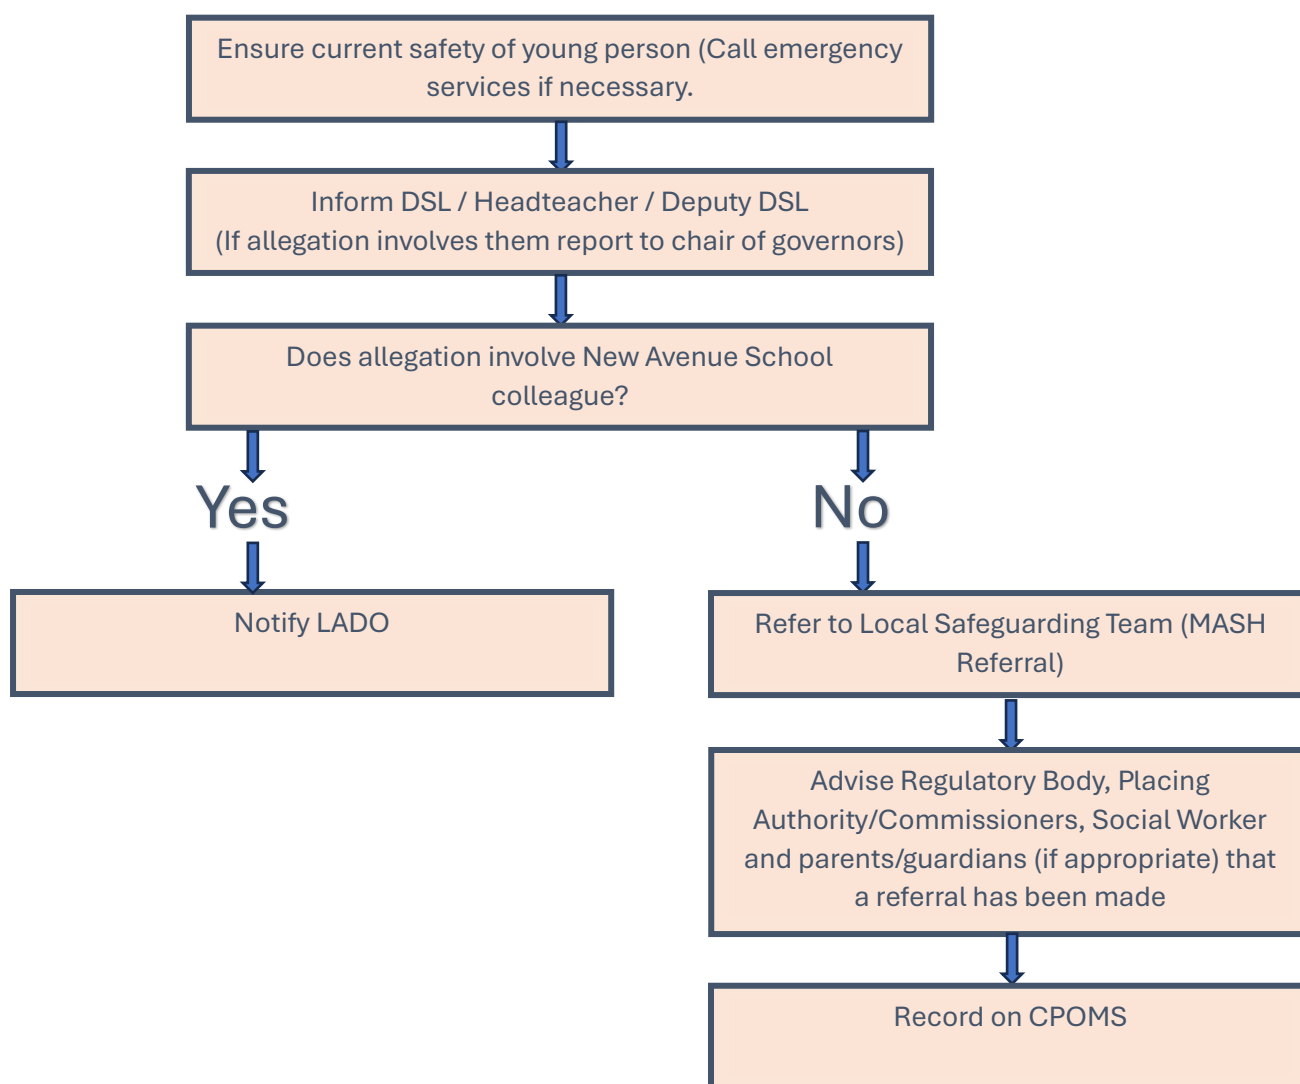 Ensure current safety of young person (Call emergency
services if necessary.
Inform DSL / Headteacher / Deputy DSL
(If allegation involves them report to chair of governors)
Does allegation involve New Avenue School
colleague?
Yes
No
Notify LADO
Refer to Local Safeguarding Team (MASH
Referral)
Advise Regulatory Body, Placing
Authority/Commissioners, Social Worker
and parents/guardians (if appropriate) that
a referral has been made
Record on CPOMS